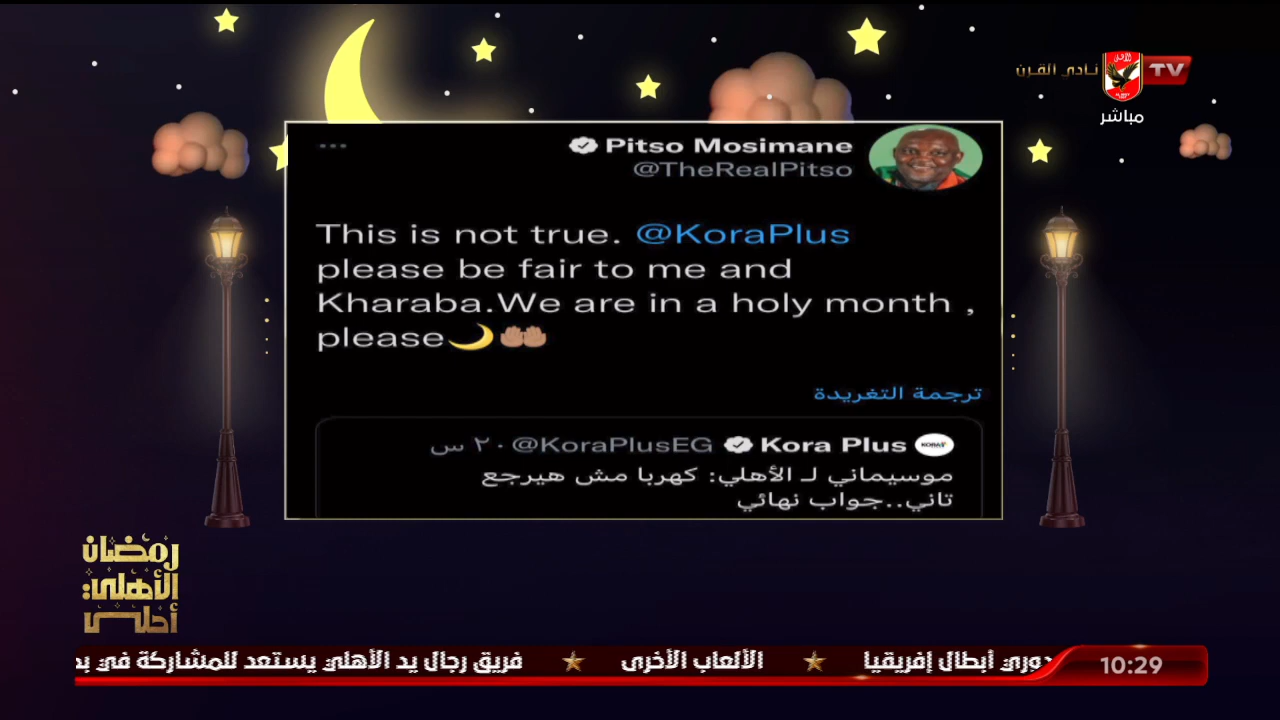 نادي القرن
TV
مباشر
Pitso Mosimane
@TheRealPitso
This is not true. @KoraPlus
please be fair to me and
Kharaba.We are in a holy month ,
please🌙🤲🏽
ترجمة التغريدة
Kora Plus @KoraPlusEG · ٢٠ س
موسيماني لـ الأهلي: كهربا مش هيرجع
تاني..جواب نهائي
رمضان
الأهلي:
أحلى
دوري أبطال إفريقيا ★ الألعاب الأخرى ★ فريق رجال يد الأهلي يستعد للمشاركة في
10:29